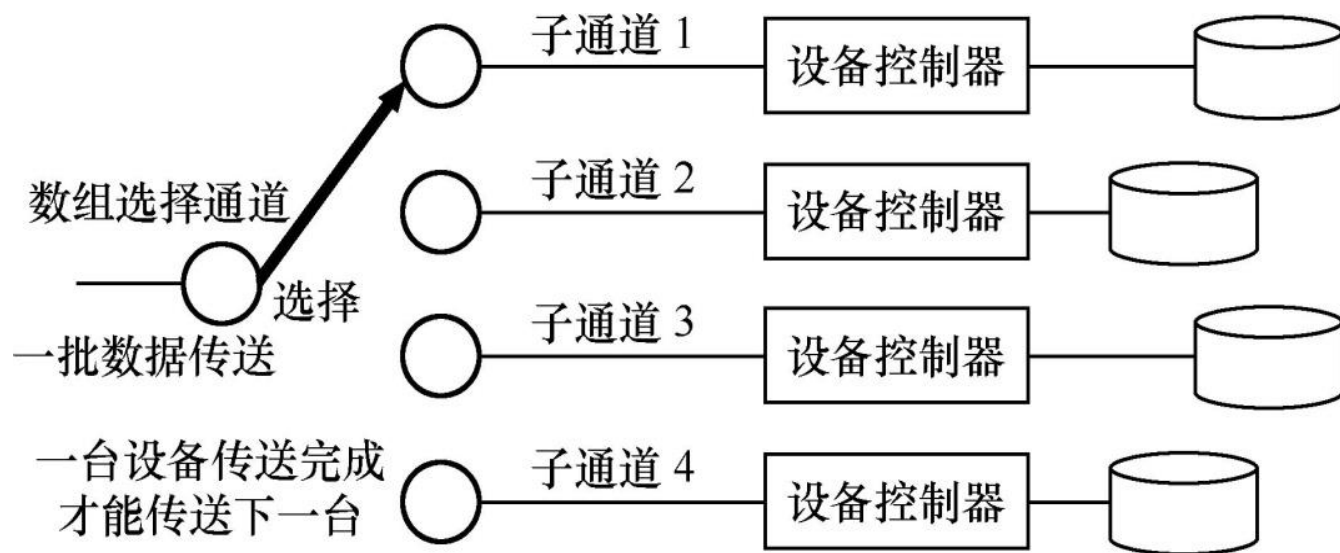 子通道 1
设备控制器
子通道 2
设备控制器
数组选择通道
选择
一批数据传送
子通道 3
设备控制器
一台设备传送完成
才能传送下一台
子通道 4
设备控制器